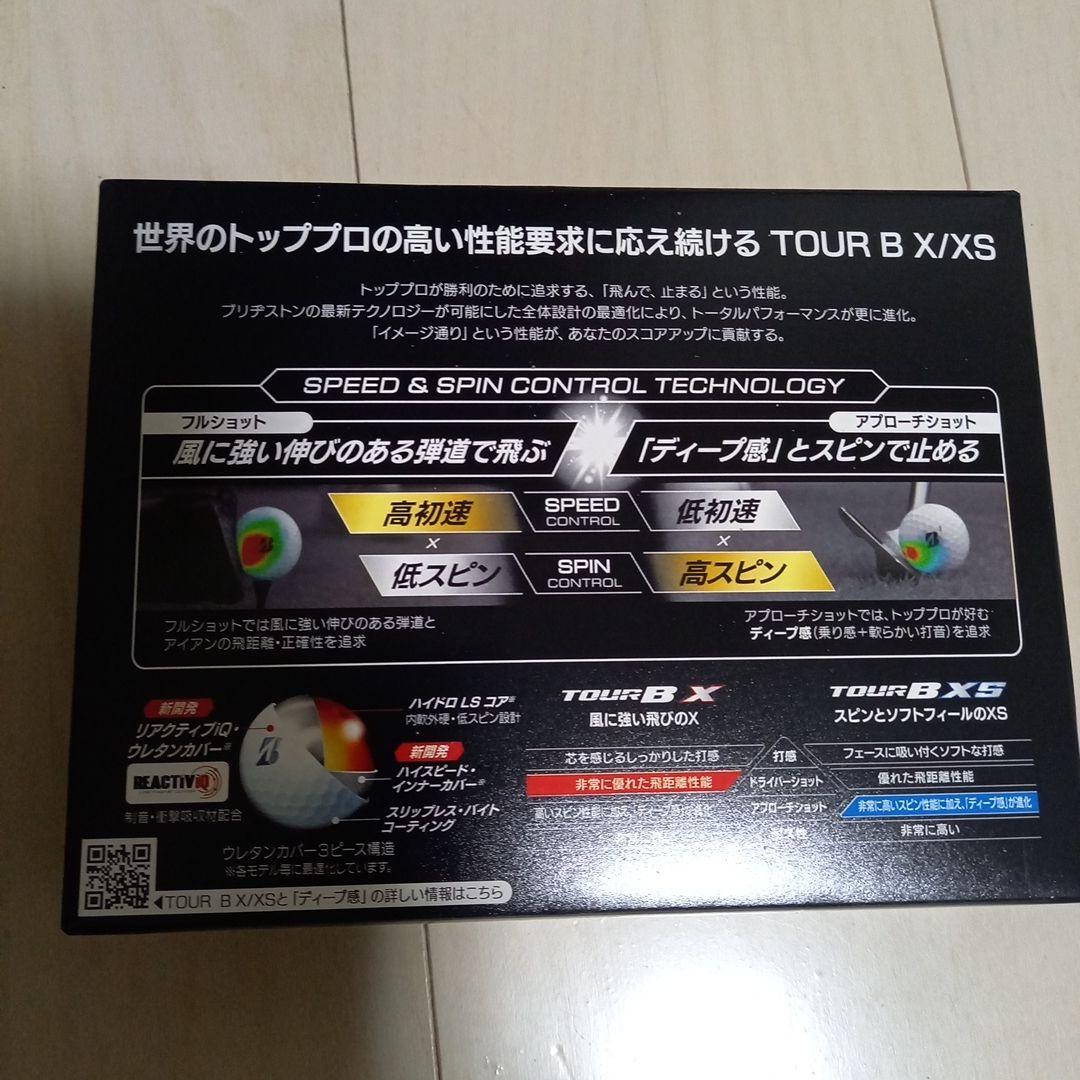 世界のトッププロの高い性能要求に応え続ける TOUR B X/XS
トッププロが勝利のために追求する、「飛んで、止まる」という性能。
ブリヂストンの最新テクノロジーが可能にした全体設計の最適化により、トータルパフォーマンスが更に進化。
「イメージ通り」という性能が、あなたのスコアアップに貢献する。
SPEED & SPIN CONTROL TECHNOLOGY
フルショット
風に強い伸びのある弾道で飛ぶ
アプローチショット
「ディープ感」とスピンで止める
高初速
SPEED
CONTROL
低初速
×
×
低スピン
SPIN
CONTROL
高スピン
フルショットでは風に強い伸びのある弾道と
アイアンの飛距離・正確性を追求
アプローチショットでは、トッププロが好む
ディープ感(乗り感+軟らかい打音)を追求
新開発
リアクティブiQ・
ウレタンカバー※
REACTIV iQ
制音・衝撃吸収材配合
ハイドロ LS コア※
内軟外硬・低スピン設計
新開発
ハイスピード・
インナーカバー※
スリップレス・バイト
コーティング
ウレタンカバー3ピース構造
※各モデル毎に最適化しています。
TOUR B X/XSと「ディープ感」の詳しい情報はこちら
TOUR B X
風に強い飛びのX
TOUR B XS
スピンとソフトフィールのXS
芯を感じるしっかりした打感
打感
フェースに吸い付くソフトな打感
非常に優れた飛距離性能
ドライバーショット
優れた飛距離性能
高いスピン性能に加え、「ディープ感」が進化
アプローチショット
非常に高いスピン性能に加え、「ディープ感」が進化
非常に高い